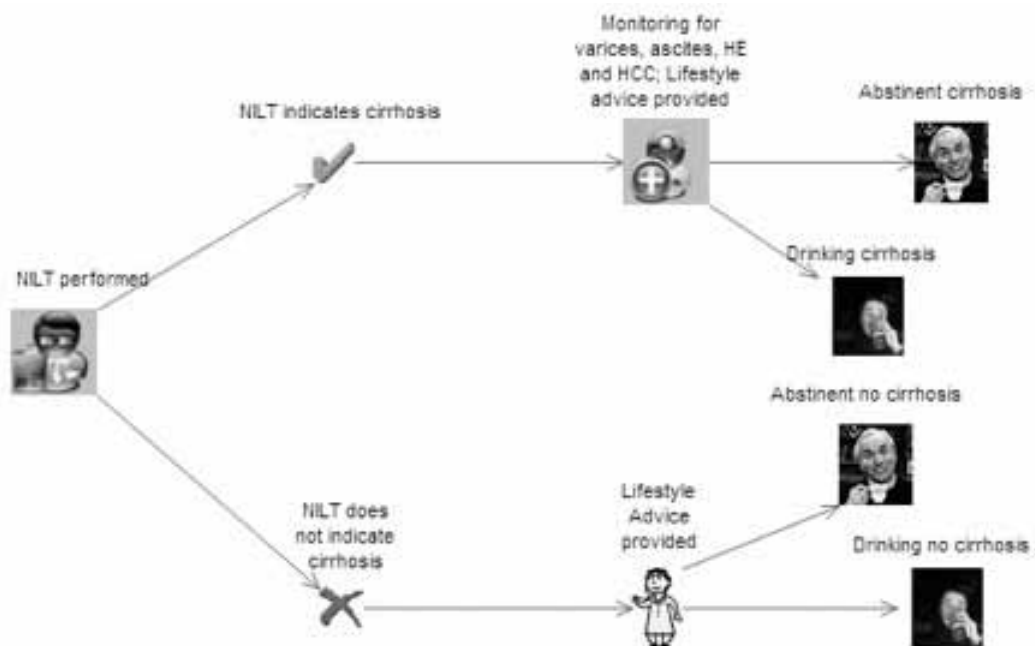 Monitoring for
varices, ascites, HE
and HCC; Lifestyle
advice provided
Abstinent cirrhosis
NILT indicates cirrhosis
Drinking cirrhosis
NILT performed
Abstinent no cirrhosis
NILT does
not indicate
cirrhosis
Lifestyle
Advice
provided
Drinking no cirrhosis